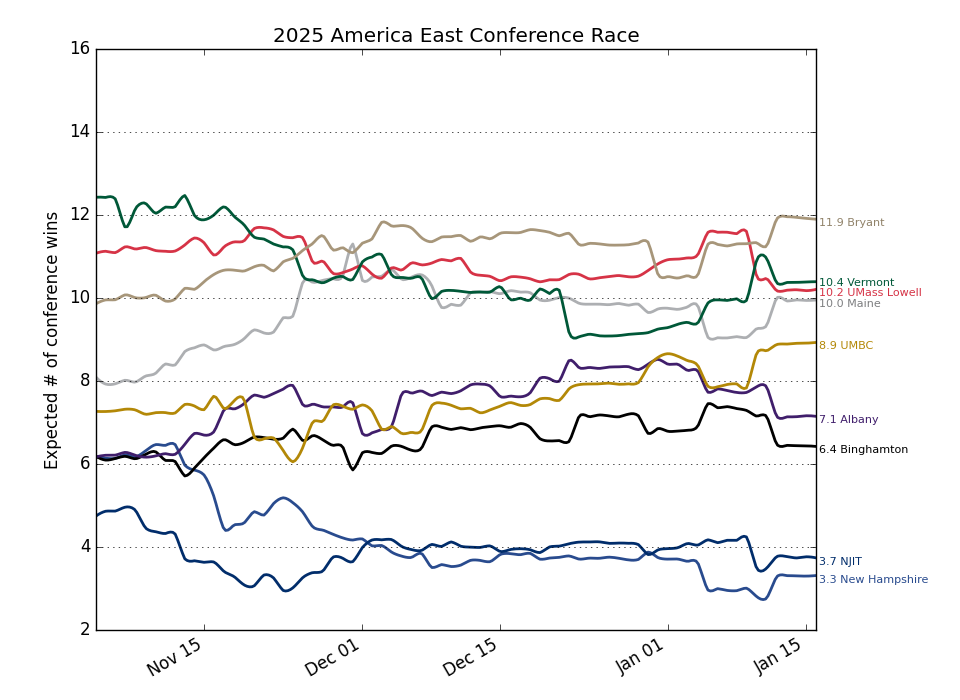 2025 America East Conference Race
Expected # of conference wins
16
14
12
10
8
6
4
2
Nov 15
Dec 01
Dec 15
Jan 01
Jan 15
11.9 Bryant
10.4 Vermont
10.2 UMass Lowell
10.0 Maine
8.9 UMBC
7.1 Albany
6.4 Binghamton
3.7 NJIT
3.3 New Hampshire